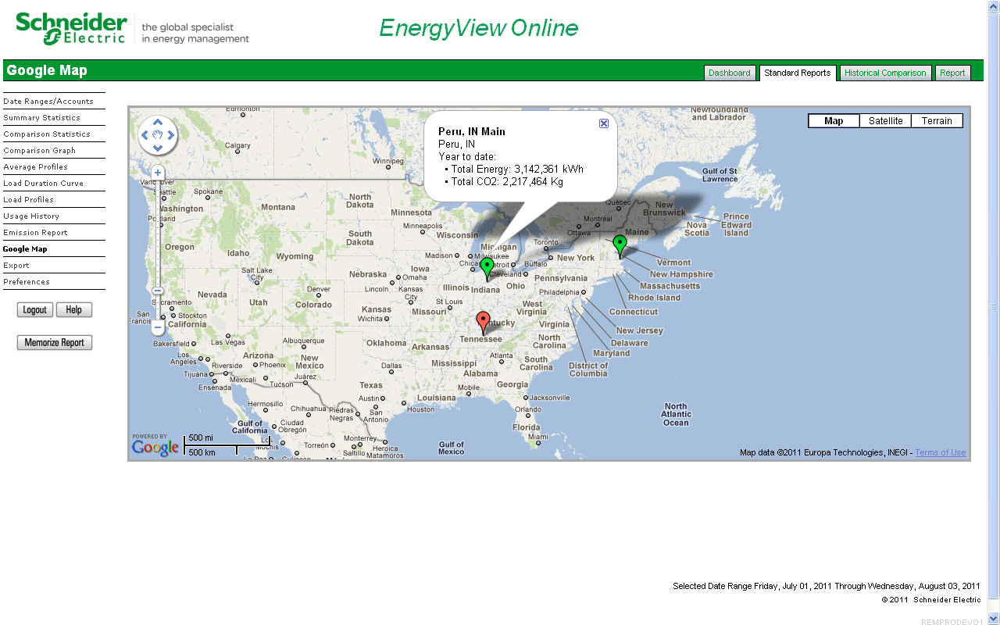 Schneider Electric
the global specialist
in energy management
EnergyView Online
Google Map
Dashboard
Standard Reports
Historical Comparison
Report
Date Ranges/Accounts
Summary Statistics
Comparison Statistics
Comparison Graph
Average Profiles
Load Duration Curve
Load Profiles
Usage History
Emission Report
Google Map
Export
Preferences
Logout
Help
Memorize Report
Peru, IN Main
Peru, IN
Year to date:
• Total Energy: 3,142,361 kWh
• Total CO2: 2,217,464 Kg
Map
Satellite
Terrain
Edmonton
Calgary
Winnipeg
Newfoundland
and Labrador
Gulf of St
Lawrence
Seattle
Spokane
Washington
Montana
North
Dakota
Minnesota
Minneapolis
Wisconsin
Michigan
Québec
Montréal
Ottawa
Toronto
New
Brunswick
Maine
Nova
Scotia
Prince
Edward
Island
Oregon
Idaho
Wyoming
South
Dakota
Madison
Milwaukee
Buffalo
New York
Vermont
New Hampshire
Massachusetts
Rhode Island
Connecticut
New Jersey
Delaware
Maryland
District of
Columbia
Salt Lake
City
Nebraska
Iowa
Omaha
Lincoln
Cleveland
Illinois
Indiana
Ohio
Pennsylvania
Philadelphia
Nevada
Utah
Denver
Colorado
Kansas
City
Kansas
Wichita
St Louis
Missouri
West
Virginia
Virginia
Sacramento
Stockton
San
Francisco
California
Las Vegas
Bakersfield
Los
Angeles
Riverside
Arizona
Phoenix
Albuquerque
New
Mexico
Oklahoma
Arkansas
Tennessee
North
Carolina
South
Carolina
Atlanta
Mississippi
Alabama
Georgia
Dallas
Texas
Tijuana
Mexicali
Ensenada
Tucson
Juárez
Austin
San
Antonio
Houston
Louisiana
Mobile
Jacksonville
Orlando
Florida
Miami
Hermosillo
Chihuahua
Piedras
Negras
Ciudad
Obregón
Gulf of
California
Torreón
Monterrey
Saltillo
Heroica
Matamoros
Gulf of
Mexico
North
Atlantic
Ocean
POWERED BY
Google
500 mi
500 km
Map data ©2011 Europa Technologies, INEGI - Terms of Use
Selected Date Range Friday, July 01, 2011 Through Wednesday, August 03, 2011
© 2011 Schneider Electric
REMPRODEVO1